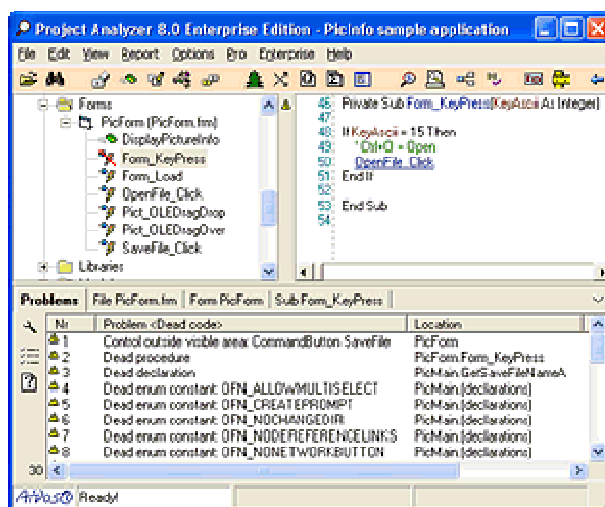 Project Analyzer 8.0 Enterprise Edition - PicInfo sample application
File Edit View Report Options Pro Enterprise Help
Forms
PicForm (PicForm.frm)
DisplayPictureInfo
Form_KeyPress
Form_Load
OpenFile_Click
Pict_OLEDragDrop
Pict_OLEDragOver
SaveFile_Click
Libraries
46: Private Sub Form_KeyPress(KeyAscii As Integer)
47:
48: If KeyAscii = 15 Then
49: ' Ctrl+O = Open
50: OpenFile_Click
51: End If
52:
53: End Sub
54:
Problems File PicForm.frm Form PicForm Sub Form_KeyPress
Nr Problem <Dead code> Location
1 Control outside visible area: CommandButton SaveFile PicForm
2 Dead procedure PicForm.Form_KeyPress
3 Dead declaration PicMain.GetSaveFileNameA
4 Dead enum constant: OFN_ALLOWMULTISELECT PicMain.(declarations)
5 Dead enum constant: OFN_CREATEPROMPT PicMain.(declarations)
6 Dead enum constant: OFN_NOCHANGEDIR PicMain.(declarations)
7 Dead enum constant: OFN_NODEREFERENCELINKS PicMain.(declarations)
8 Dead enum constant: OFN_NONETWORKBUTTON PicMain.(declarations)
30
Aivosto Ready!